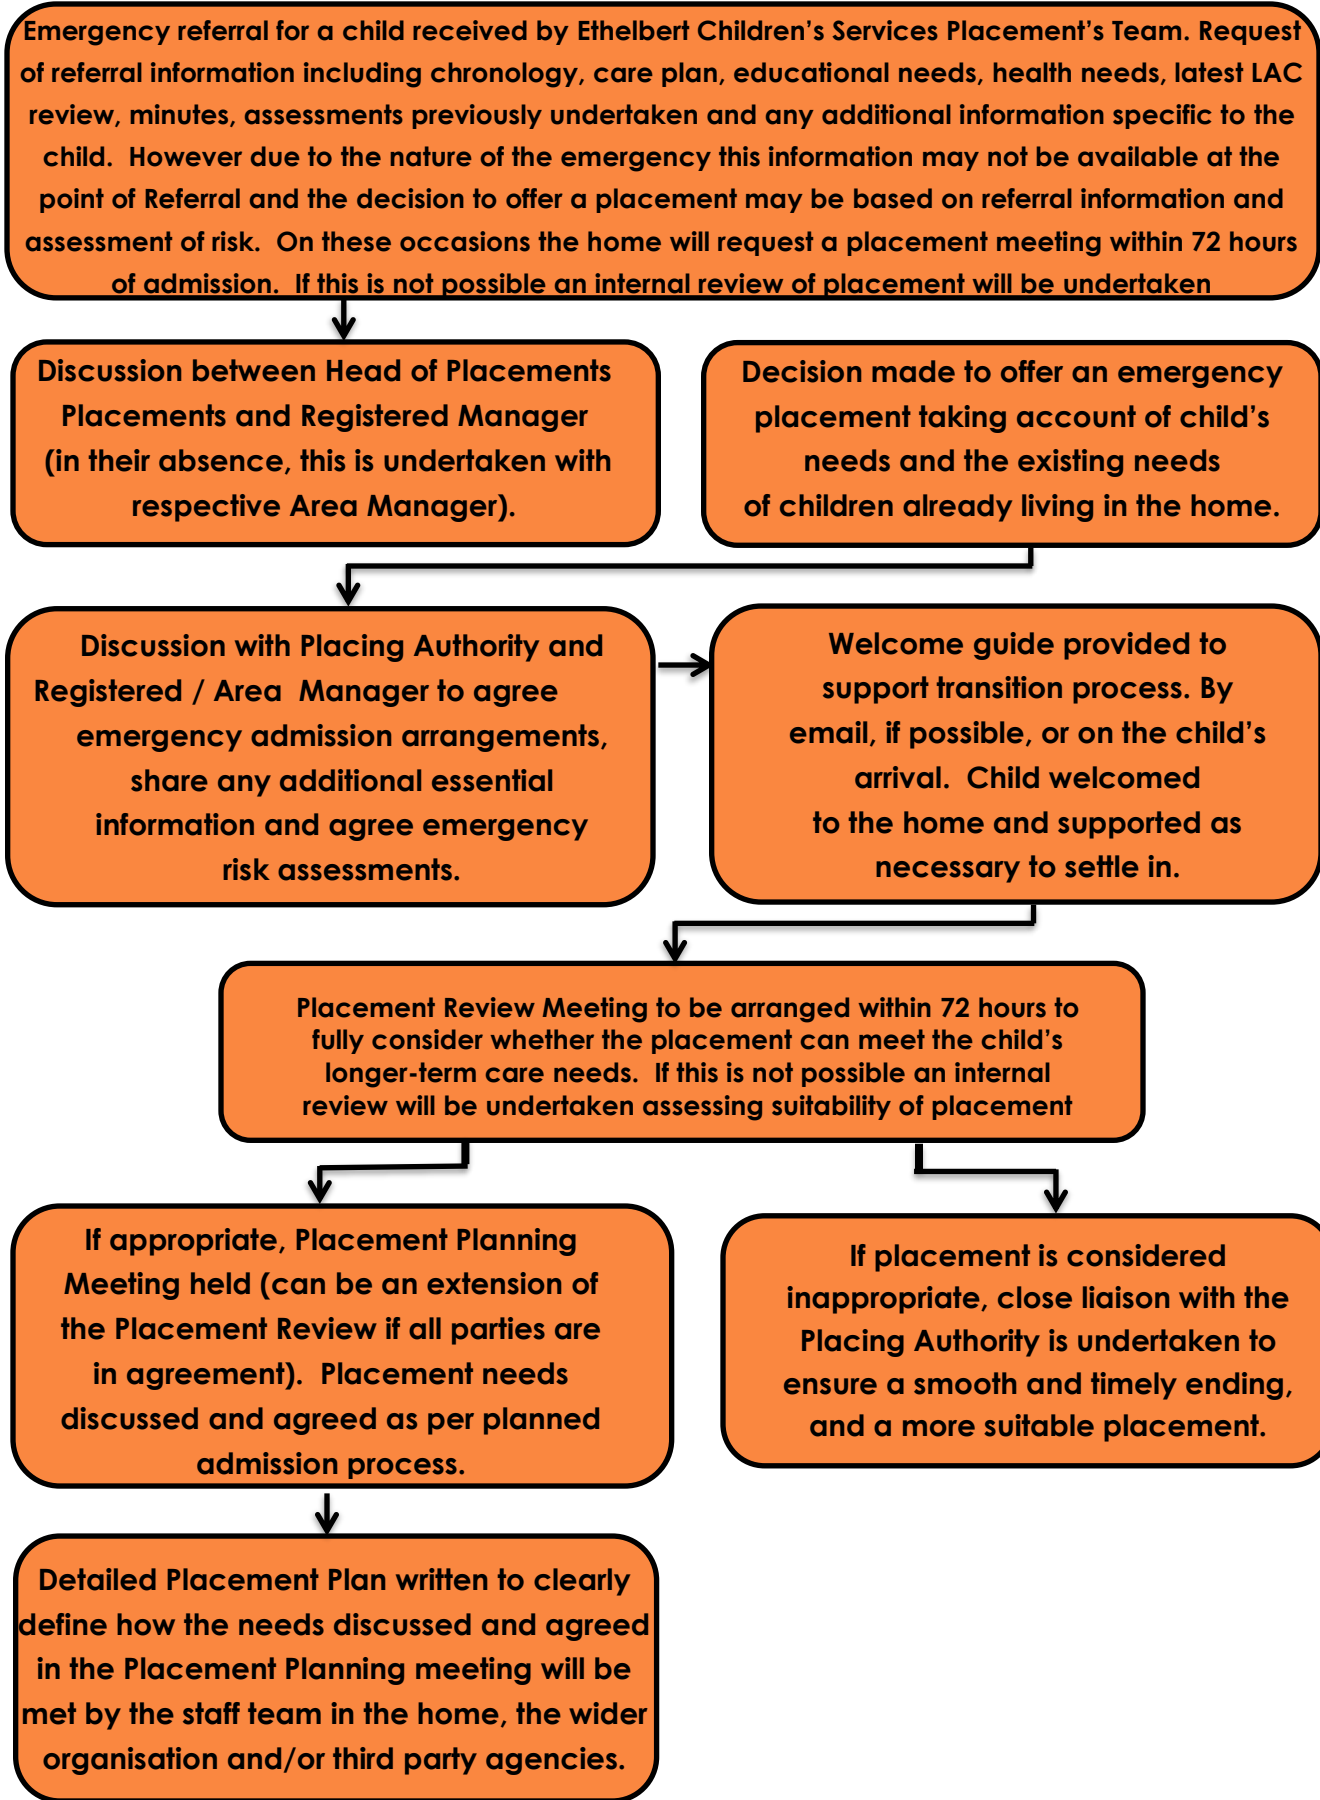 Emergency referral for a child received by Ethelbert Children’s Services Placement’s Team. Request
of referral information including chronology, care plan, educational needs, health needs, latest LAC
review, minutes, assessments previously undertaken and any additional information specific to the
child. However due to the nature of the emergency this information may not be available at the
point of Referral and the decision to offer a placement may be based on referral information and
assessment of risk. On these occasions the home will request a placement meeting within 72 hours
of admission. If this is not possible an internal review of placement will be undertaken
Discussion between Head of Placements
Placements and Registered Manager
(in their absence, this is undertaken with
respective Area Manager).
Decision made to offer an emergency
placement taking account of child’s
needs and the existing needs
of children already living in the home.
Discussion with Placing Authority and
Registered / Area Manager to agree
emergency admission arrangements,
share any additional essential
information and agree emergency
risk assessments.
Welcome guide provided to
support transition process. By
email, if possible, or on the child’s
arrival. Child welcomed
to the home and supported as
necessary to settle in.
Placement Review Meeting to be arranged within 72 hours to
fully consider whether the placement can meet the child’s
longer-term care needs. If this is not possible an internal
review will be undertaken assessing suitability of placement
If appropriate, Placement Planning
Meeting held (can be an extension of
the Placement Review if all parties are
in agreement). Placement needs
discussed and agreed as per planned
admission process.
If placement is considered
inappropriate, close liaison with the
Placing Authority is undertaken to
ensure a smooth and timely ending,
and a more suitable placement.
Detailed Placement Plan written to clearly
define how the needs discussed and agreed
in the Placement Planning meeting will be
met by the staff team in the home, the wider
organisation and/or third party agencies.